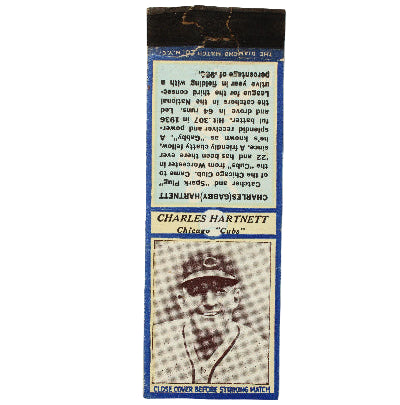 THE DIAMOND MATCH CO. N.Y.C.
CHARLES(GABBY)HARTNETT
Catcher and "Spark Plug"
of the Chicago Club. Came to
the "Cubs" from Worcester in
'22 and has been there ever
since. A friendly chatty fellow,
he's known as "Gabby". A
splendid receiver and power-
ful batter. Hit .307 in 1936
and drove in 64 runs. Led
the catchers in the National
League for the third consec-
utive year in fielding with a
percentage of
CHARLES HARTNETT
Chicago "Cubs"
C
CLOSE COVER BEFORE STRIKING MATCH